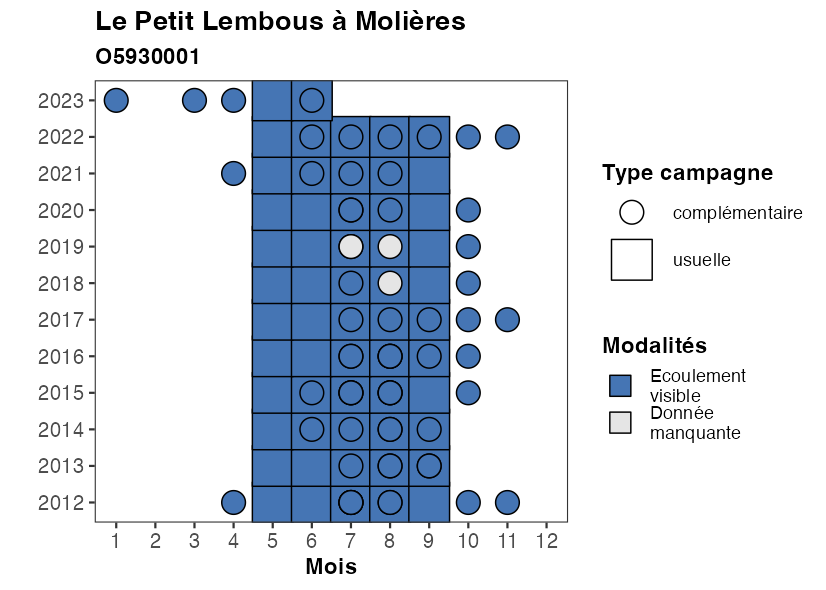 Le Petit Lembous à Molières
O5930001
2023
2022
2021
2020
2019
2018
2017
2016
2015
2014
2013
2012
1 2 3 4 5 6 7 8 9 10 11 12
Mois
Type campagne
complémentaire
usuelle
Modalités
Ecoulement
visible
Donnée
manquante